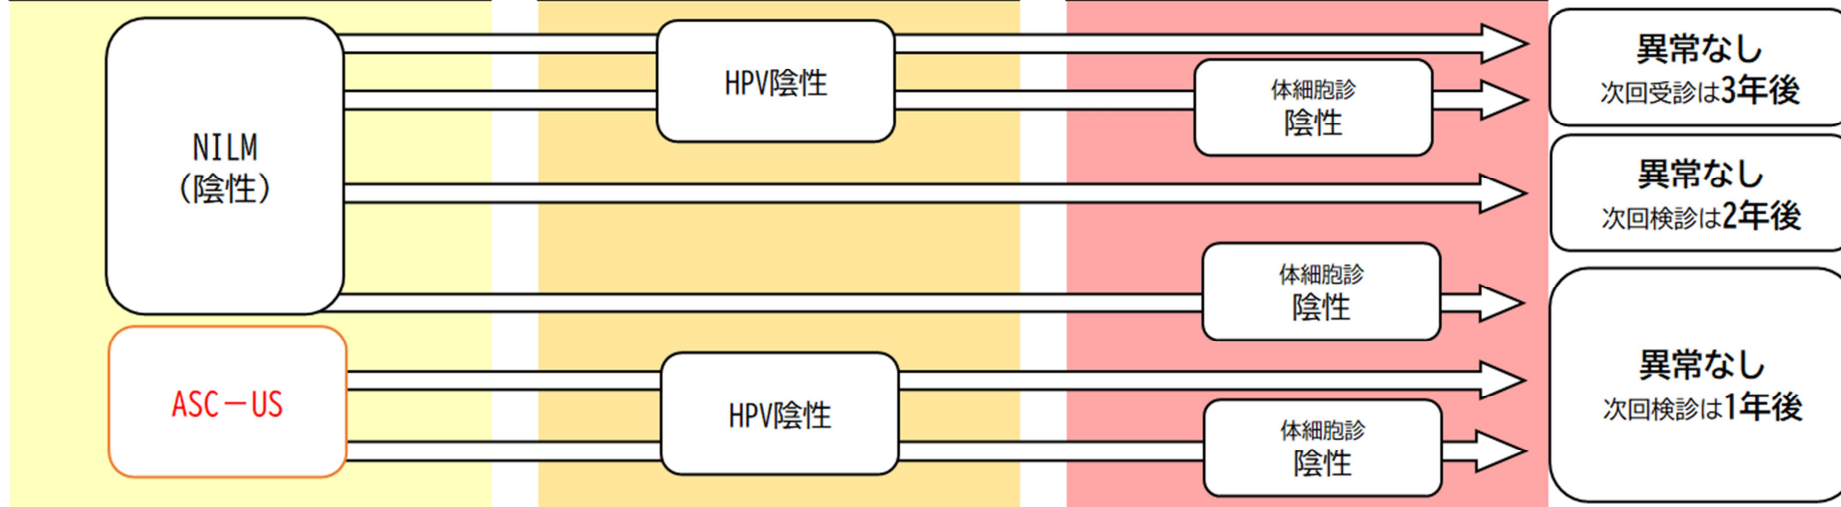 NILM
(陰性)
HPV陰性
体細胞診
陰性
異常なし
次回受診は3年後
異常なし
次回検診は2年後
体細胞診
陰性
ASC－US
HPV陰性
体細胞診
陰性
異常なし
次回検診は1年後